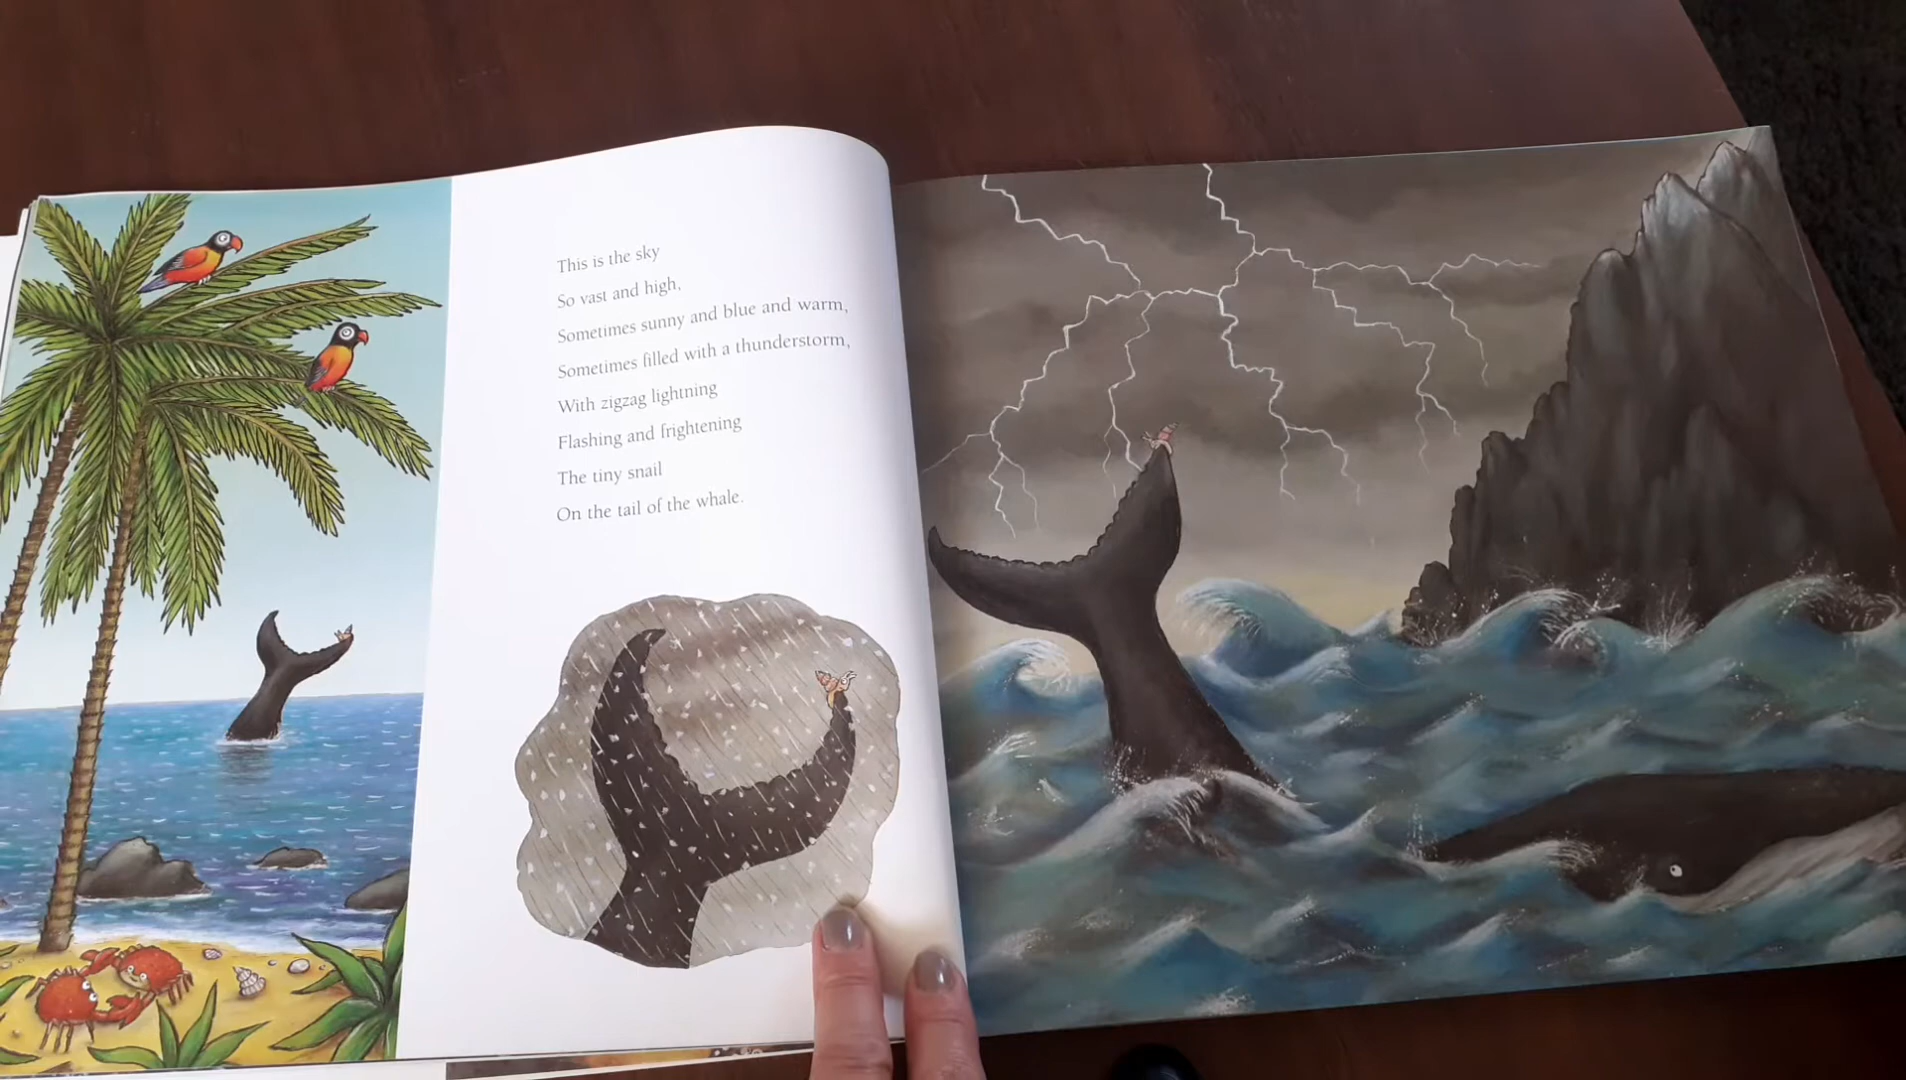 This is the sky
So vast and high,
Sometimes sunny and blue and warm,
Sometimes filled with a thunderstorm,
With zigzag lightning
Flashing and frightening
The tiny snail
On the tail of the whale.